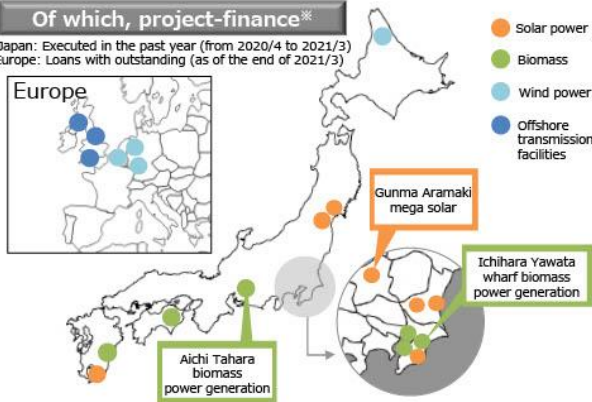 Of which, project-finance※
Japan: Executed in the past year (from 2020/4 to 2021/3)
Europe: Loans with outstanding (as of the end of 2021/3)
Europe
Solar power
Biomass
Wind power
Offshore
transmission
facilities
Gunma Aramaki
mega solar
Ichihara Yawata
wharf biomass
power generation
Aichi Tahara
biomass
power generation